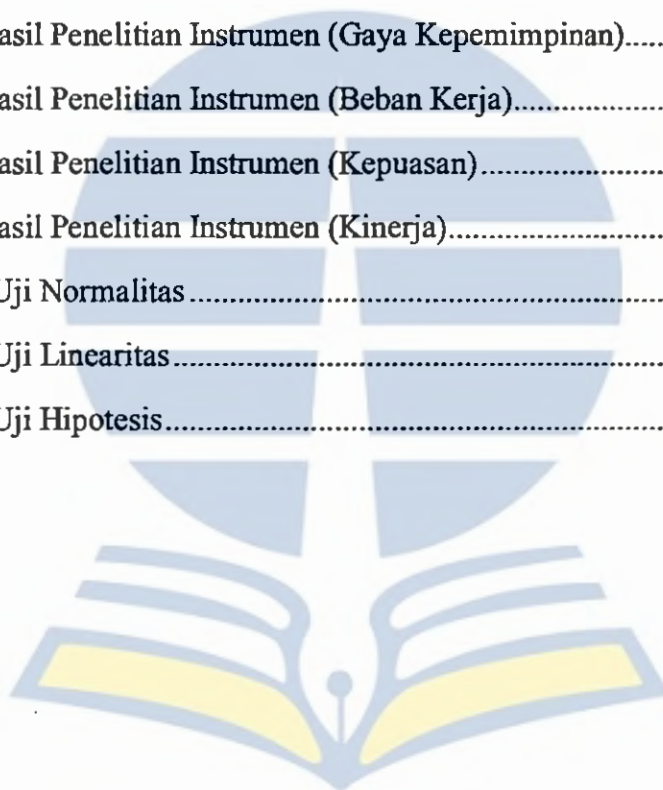 asil Penelitian Instrumen (Gaya Kepemimpinan).....
asil Penelitian Instrumen (Beban Kerja)..................
asil Penelitian Instrumen (Kepuasan)......................
asil Penelitian Instrumen (Kinerja)..........................
Uji Normalitas...........................................................
Uji Linearitas.............................................................
Uji Hipotesis..............................................................